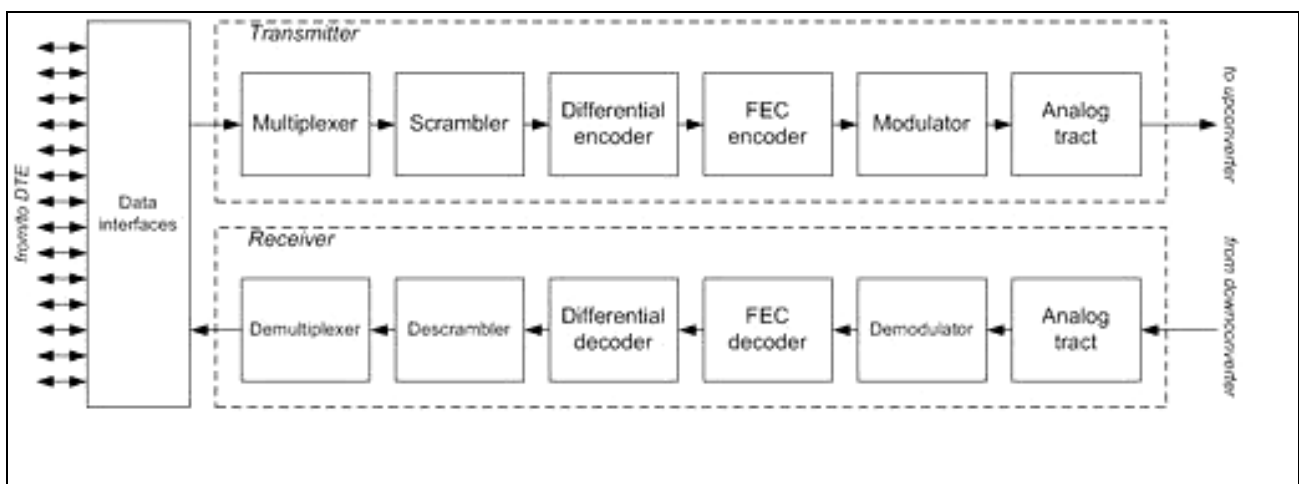 Transmitter
Multiplexer
Scrambler
Differential
encoder
FEC
encoder
Modulator
Analog
tract
to upconverter
from/to DTE
Data
interfaces
Receiver
Demultiplexer
Descrambler
Differential
decoder
FEC
decoder
Demodulator
Analog
tract
from downconverter